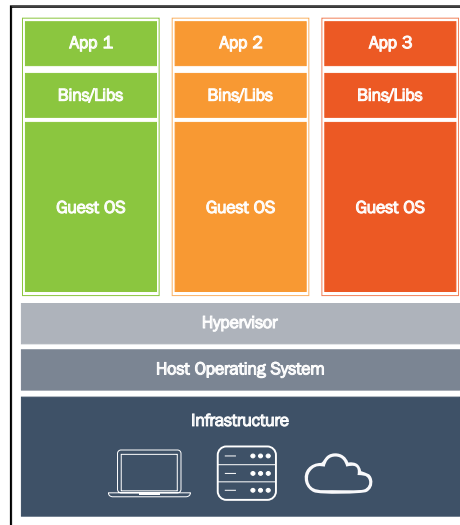 App 1
App 2
App 3
Bins/Libs
Bins/Libs
Bins/Libs
Guest OS
Guest OS
Guest OS
Hypervisor
Host Operating System
Infrastructure